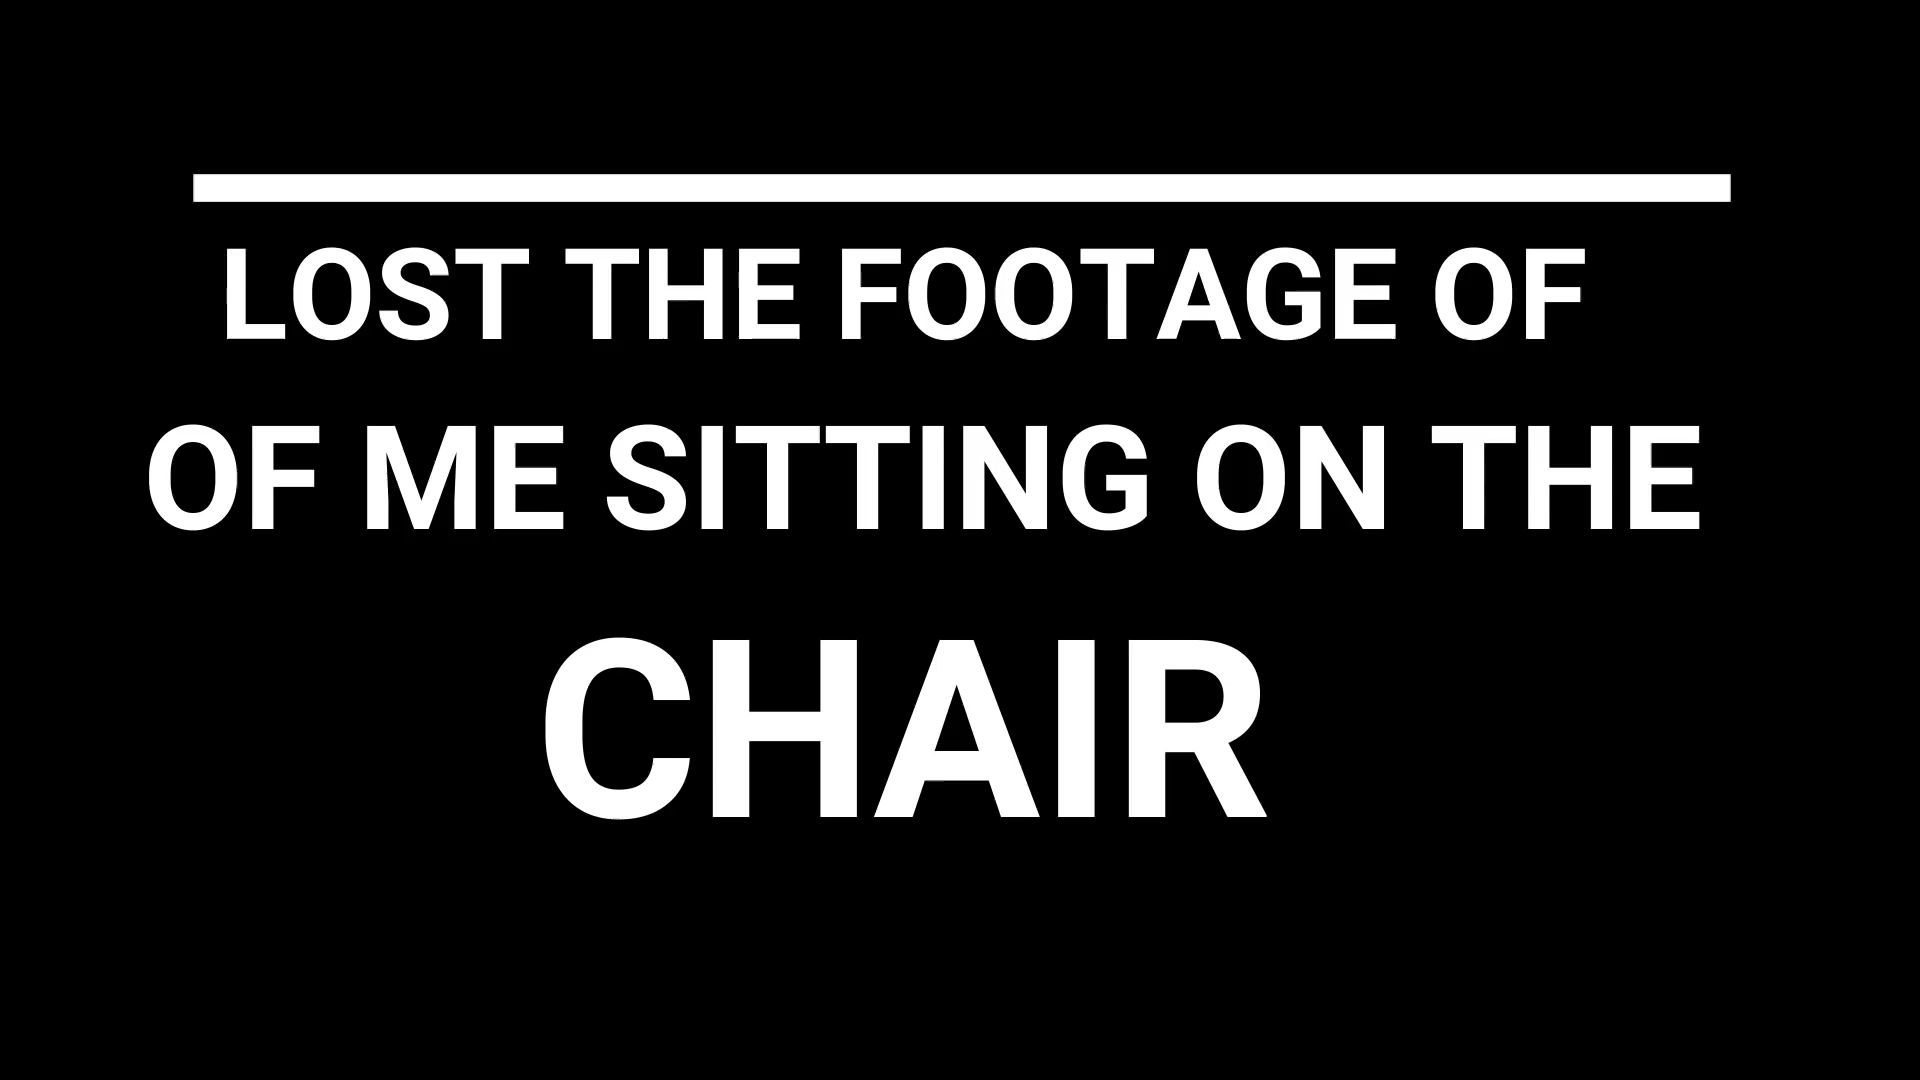 LOST THE FOOTAGE OF
OF ME SITTING ON THE
CHAIR